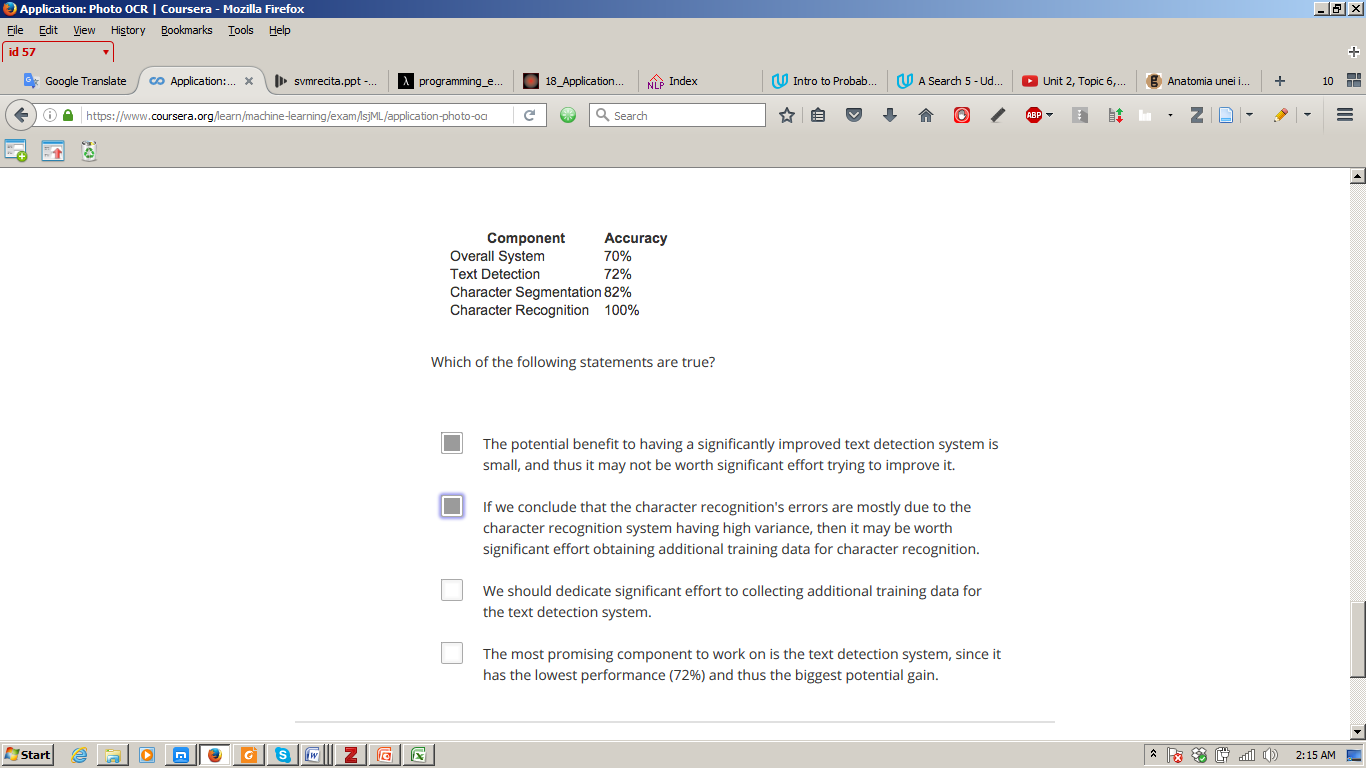 Application: Photo OCR | Coursera - Mozilla Firefox
File Edit View History Bookmarks Tools Help
id 57
Google Translate Application:... svmrecita.ppt -... programming_e... 18_Application... NLP Index Intro to Probab... A Search 5 - Ud... Unit 2, Topic 6,... Anatomia unei i... 10
https://www.coursera.org/learn/machine-learning/exam/lsjML/application-photo-ocr Search ABP
Component Accuracy
Overall System 70%
Text Detection 72%
Character Segmentation 82%
Character Recognition 100%
Which of the following statements are true?
The potential benefit to having a significantly improved text detection system is
small, and thus it may not be worth significant effort trying to improve it.
If we conclude that the character recognition's errors are mostly due to the
character recognition system having high variance, then it may be worth
significant effort obtaining additional training data for character recognition.
We should dedicate significant effort to collecting additional training data for
the text detection system.
The most promising component to work on is the text detection system, since it
has the lowest performance (72%) and thus the biggest potential gain.
Start 2:15 AM